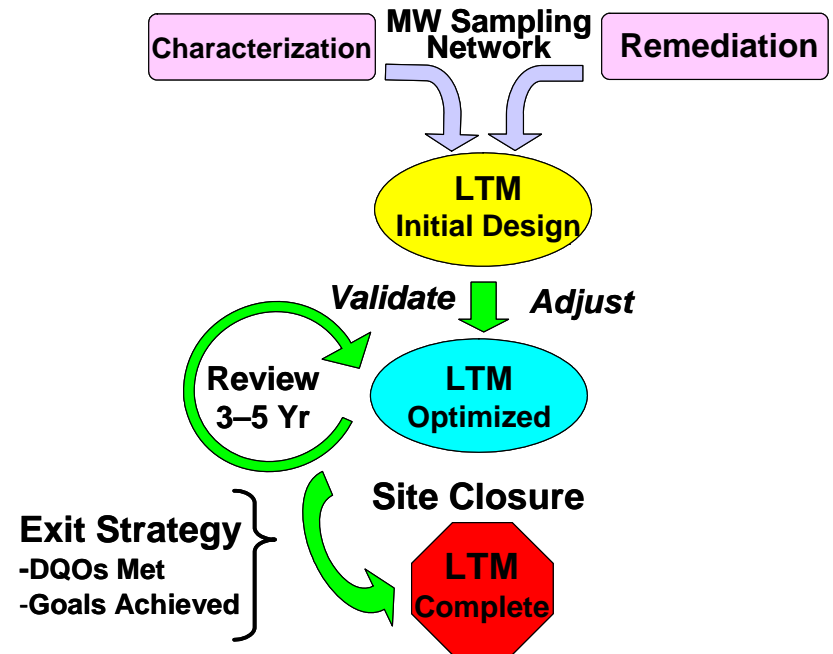 Characterization
MW Sampling
Network
Remediation
LTM
Initial Design
Validate
Adjust
Review
3–5 Yr
LTM
Optimized
Site Closure
Exit Strategy
-DQOs Met
-Goals Achieved
LTM
Complete